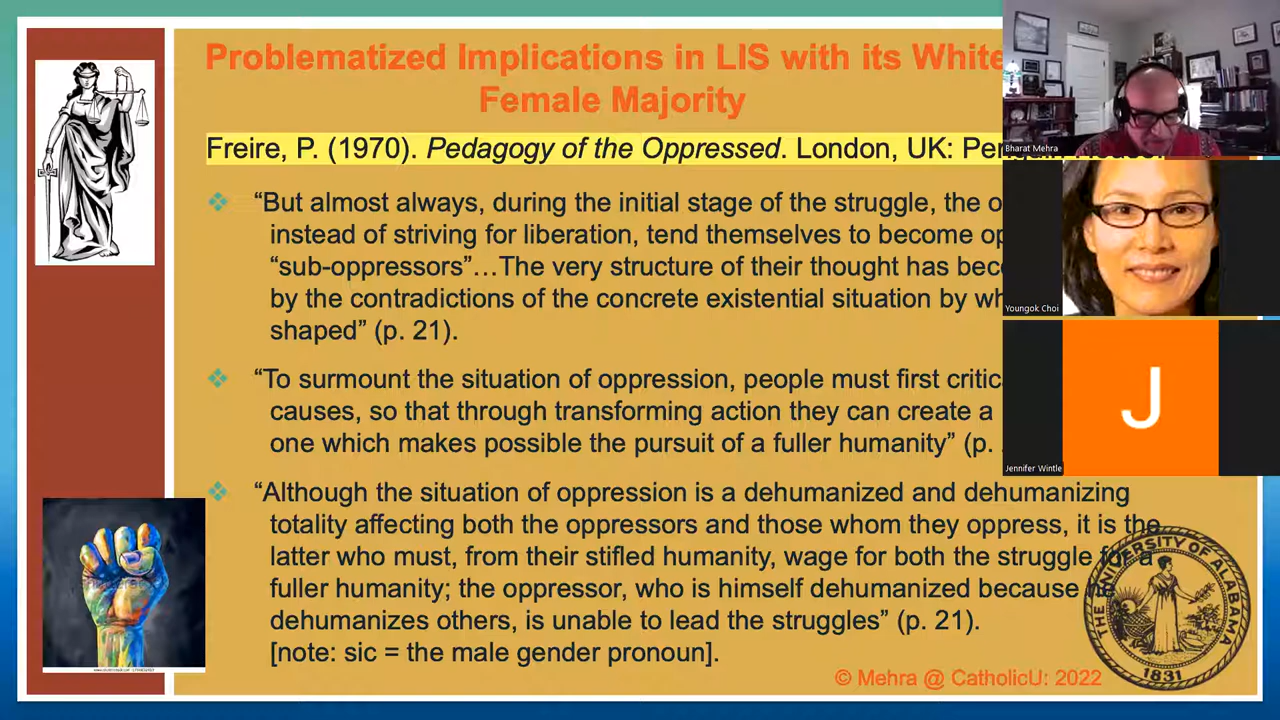 Problematized Implications in LIS with its White
Female Majority
Freire, P. (1970). Pedagogy of the Oppressed. London, UK:
“But almost always, during the initial stage of the struggle, the
instead of striving for liberation, tend themselves to become
“sub-oppressors”…The very structure of their thought has
by the contradictions of the concrete existential situation by
shaped” (p. 21).
“To surmount the situation of oppression, people must first
causes, so that through transforming action they can create a
one which makes possible the pursuit of a fuller humanity” (p.
“Although the situation of oppression is a dehumanized and dehumanizing
totality affecting both the oppressors and those whom they oppress, it is the
latter who must, from their stifled humanity, wage for both the struggle for a
fuller humanity; the oppressor, who is himself dehumanized because he
dehumanizes others, is unable to lead the struggles” (p. 21).
[note: sic = the male gender pronoun].
© Mehra @ CatholicU: 2022
THE UNIVERSITY OF ALABAMA
1831
Bharat Mehra
Youngok Choi
J
Jennifer Wintle